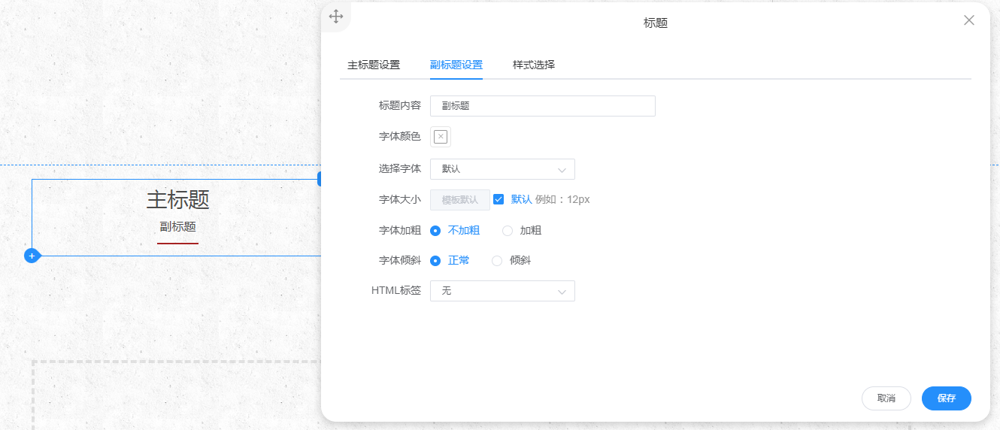 标题
主标题设置 副标题设置 样式选择
标题内容 副标题
字体颜色
选择字体 默认
主标题
字体大小 模板默认 默认 例如：12px
副标题
字体加粗 不加粗 加粗
字体倾斜 正常 倾斜
HTML标签 无
取消 保存